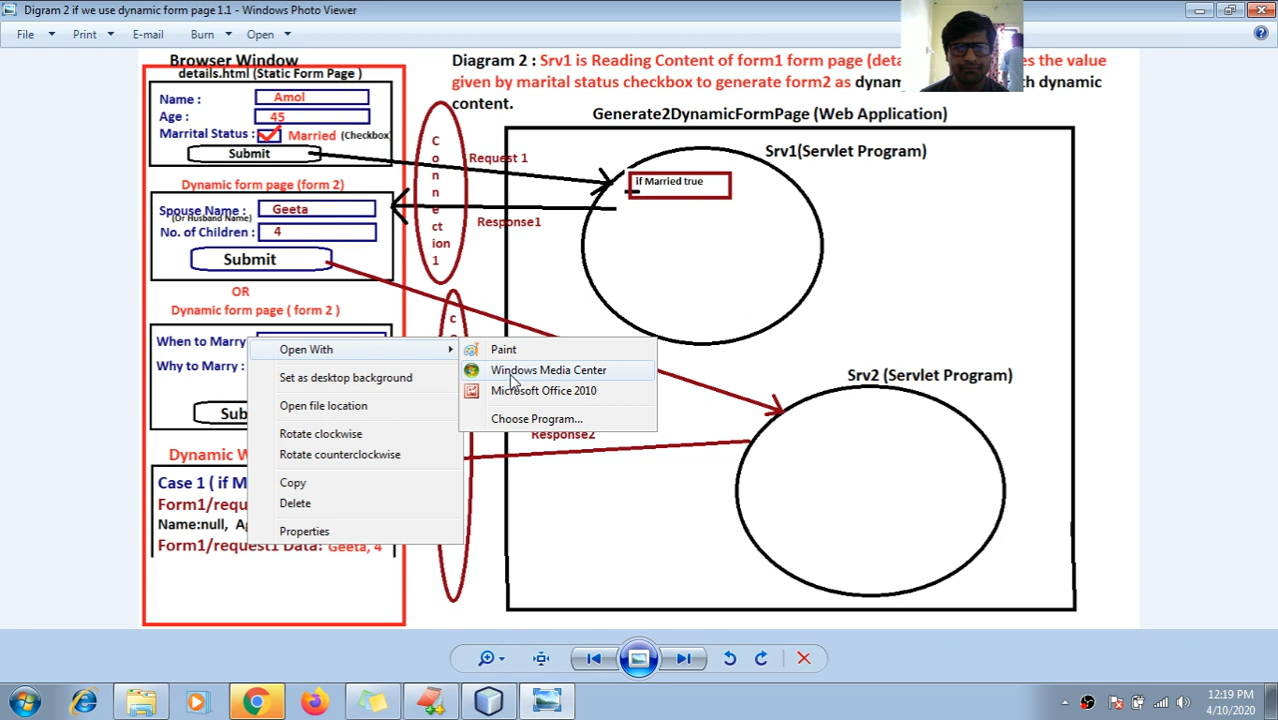 Digram 2 if we use dynamic form page 1.1 - Windows Photo Viewer
File Print E-mail Burn Open
Browser Window
details.html (Static Form Page )
Name : Amol
Age : 45
Marrital Status : Married (Checkbox)
Submit
Dynamic form page (form 2)
Spouse Name : Geeta
(Or Husband Name)
No. of Children : 4
Submit
OR
Dynamic form page ( form 2 )
When to Marry
Why to Marry :
Sub
Dynamic W
Case 1 ( if M
Form1/requ
Name:null, Ag
Form1/request1 Data: Geeta, 4
Connection1
Request 1
Response1
c
Response2
Diagram 2 : Srv1 is Reading Content of form1 form page (deta es the value
given by marital status checkbox to generate form2 as dynam th dynamic
content.
Generate2DynamicFormPage (Web Application)
Srv1(Servlet Program)
if Married true
Srv2 (Servlet Program)
Open With
Set as desktop background
Open file location
Rotate clockwise
Rotate counterclockwise
Copy
Delete
Properties
Paint
Windows Media Center
Microsoft Office 2010
Choose Program...
12:19 PM
4/10/2020